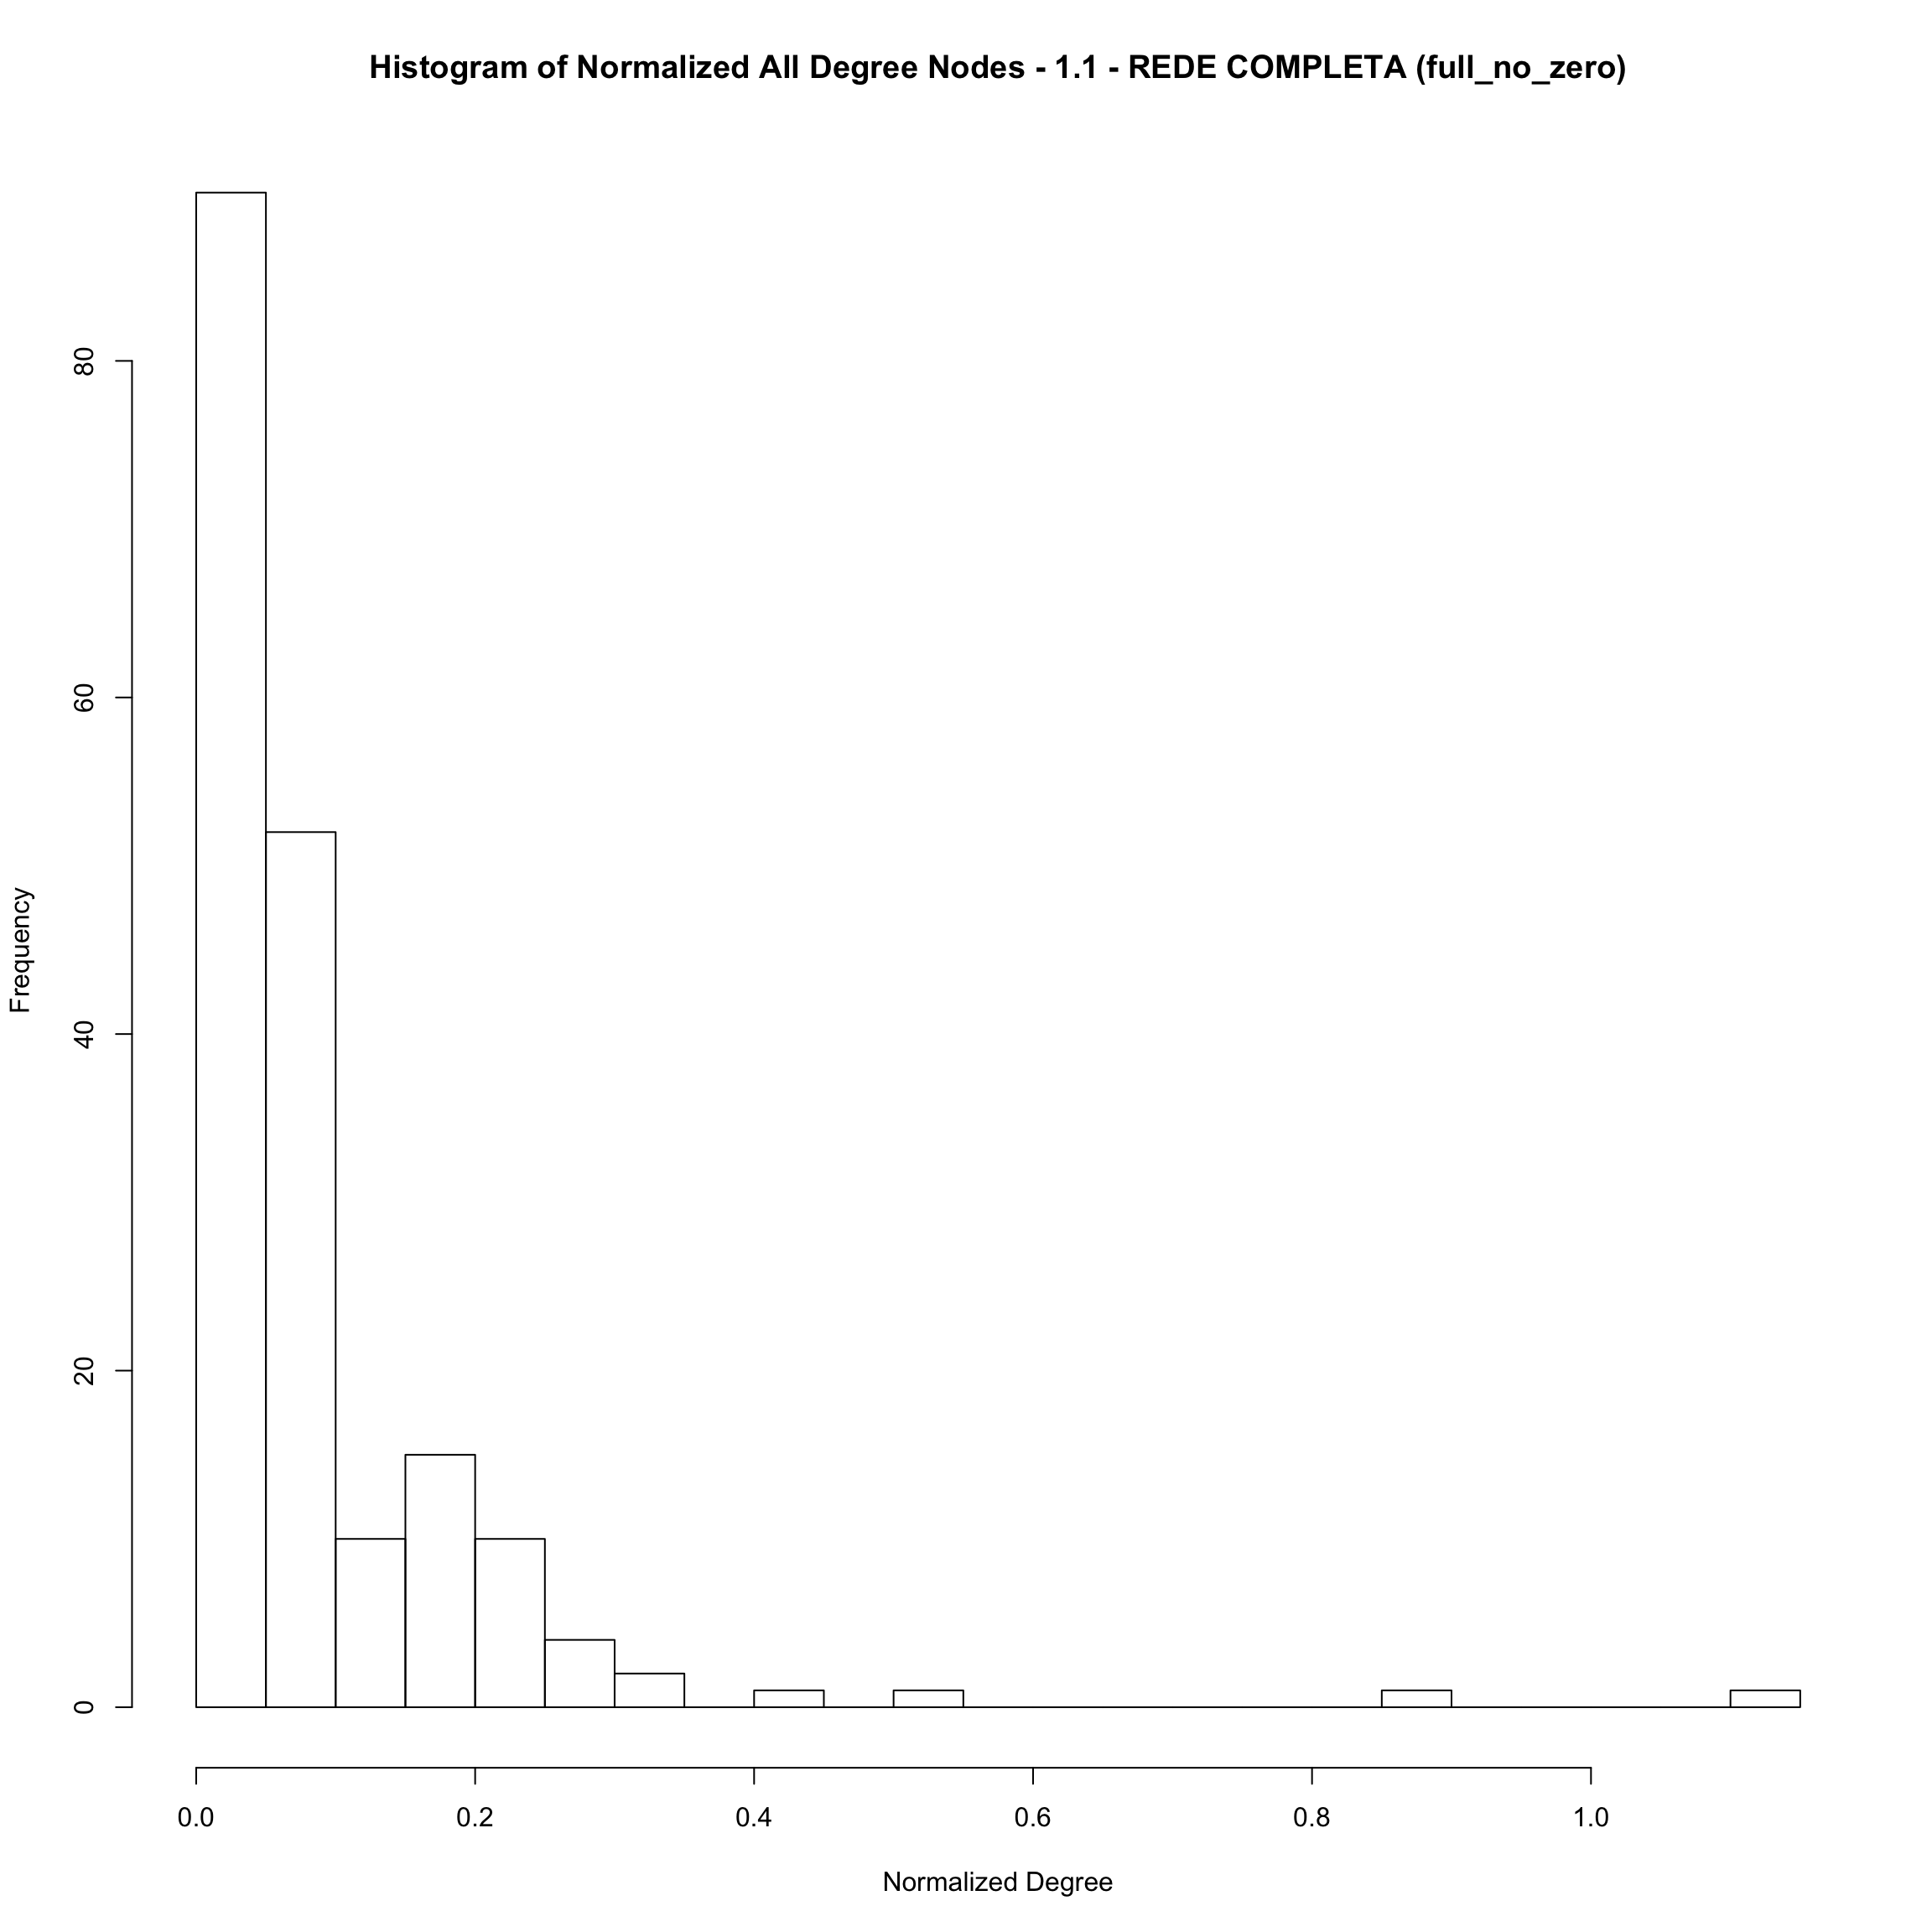 Histogram of Normalized All Degree Nodes - 1.1 - REDE COMPLETA (full_no_zero)
Frequency
80
60
40
20
0
0.0 0.2 0.4 0.6 0.8 1.0
Normalized Degree